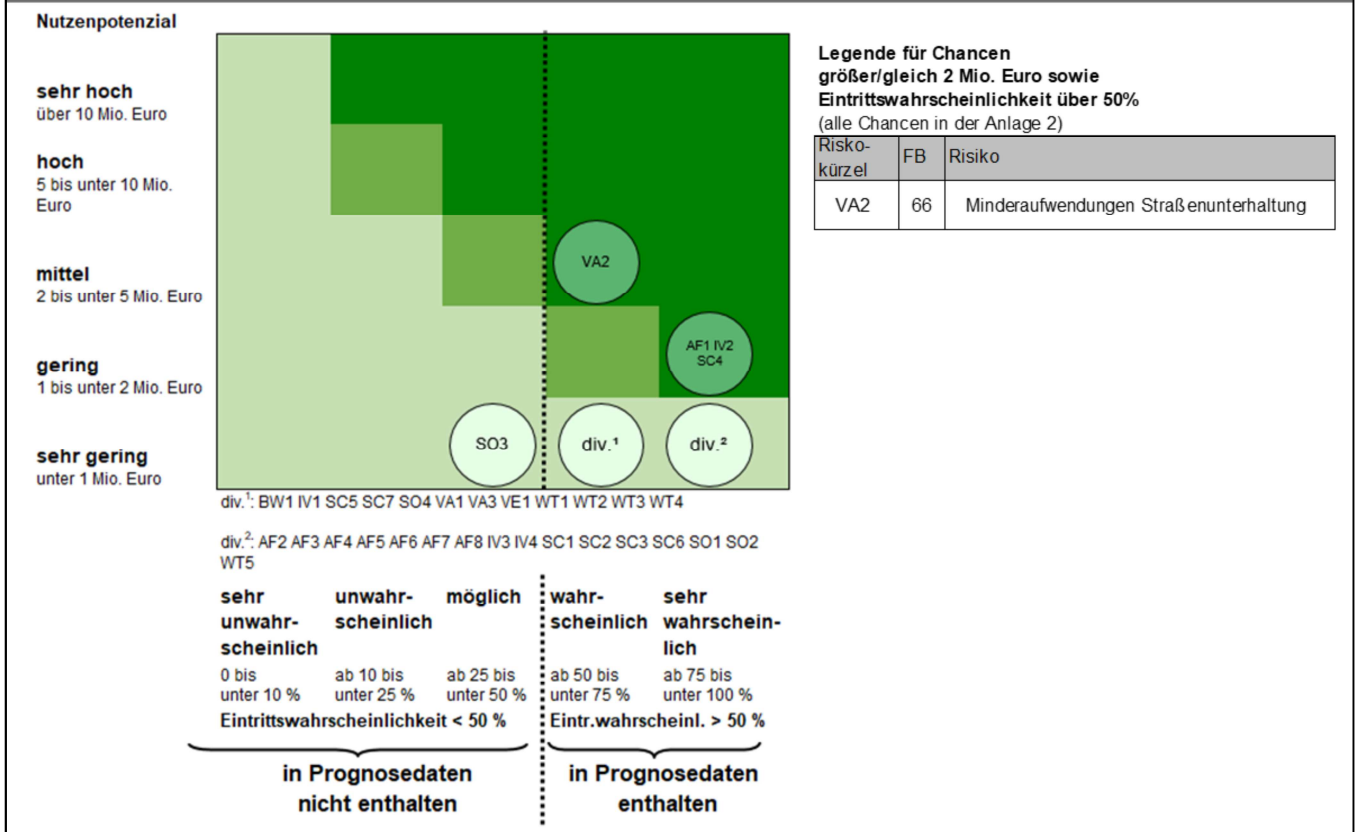 Nutzenpotenzial
sehr hoch
über 10 Mio. Euro
hoch
5 bis unter 10 Mio.
Euro
mittel
2 bis unter 5 Mio. Euro
gering
1 bis unter 2 Mio. Euro
sehr gering
unter 1 Mio. Euro
VA2
AF1 IV2
SC4
SO3
div.¹
div.²
div.¹: BW1 IV1 SC5 SC7 SO4 VA1 VA3 VE1 WT1 WT2 WT3 WT4
div.²: AF2 AF3 AF4 AF5 AF6 AF7 AF8 IV3 IV4 SC1 SC2 SC3 SC6 SO1 SO2
WT5
sehr
unwahr-
scheinlich
0 bis
unter 10 %
unwahr-
scheinlich
ab 10 bis
unter 25 %
möglich
ab 25 bis
unter 50 %
wahr-
scheinlich
ab 50 bis
unter 75 %
sehr
wahrschein-
lich
ab 75 bis
unter 100 %
Eintrittswahrscheinlichkeit < 50 %
Eintr.wahrscheinl. > 50 %
in Prognosedaten
nicht enthalten
in Prognosedaten
enthalten
Legende für Chancen
größer/gleich 2 Mio. Euro sowie
Eintrittswahrscheinlichkeit über 50%
(alle Chancen in der Anlage 2)
Risko-
kürzel
FB
Risiko
VA2
66
Minderaufwendungen Straßenunterhaltung